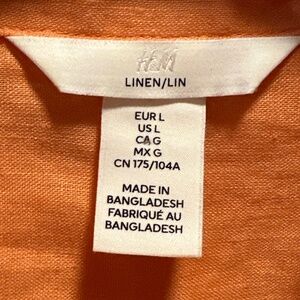 H&M
LINEN/LIN
EUR L
US L
CA G
MX G
CN 175/104A
MADE IN
BANGLADESH
FABRIQUÉ AU
BANGLADESH